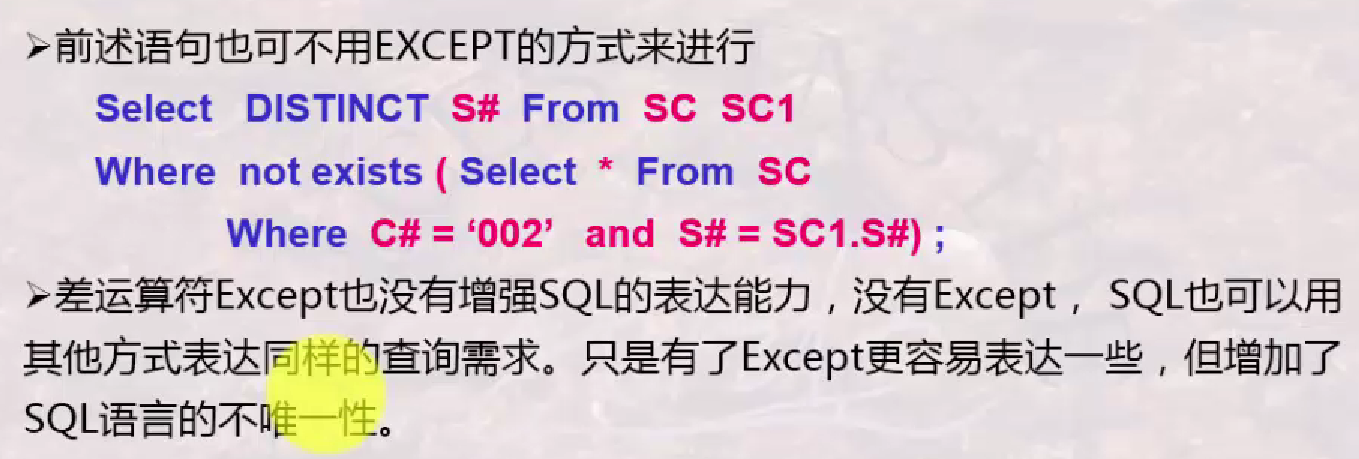 ➢前述语句也可不用EXCEPT的方式来进行
Select DISTINCT S# From SC SC1
Where not exists ( Select * From SC
Where C# = ‘002’ and S# = SC1.S#) ;
➢差运算符Except也没有增强SQL的表达能力，没有Except， SQL也可以用
其他方式表达同样的查询需求。只是有了Except更容易表达一些，但增加了
SQL语言的不唯一性。